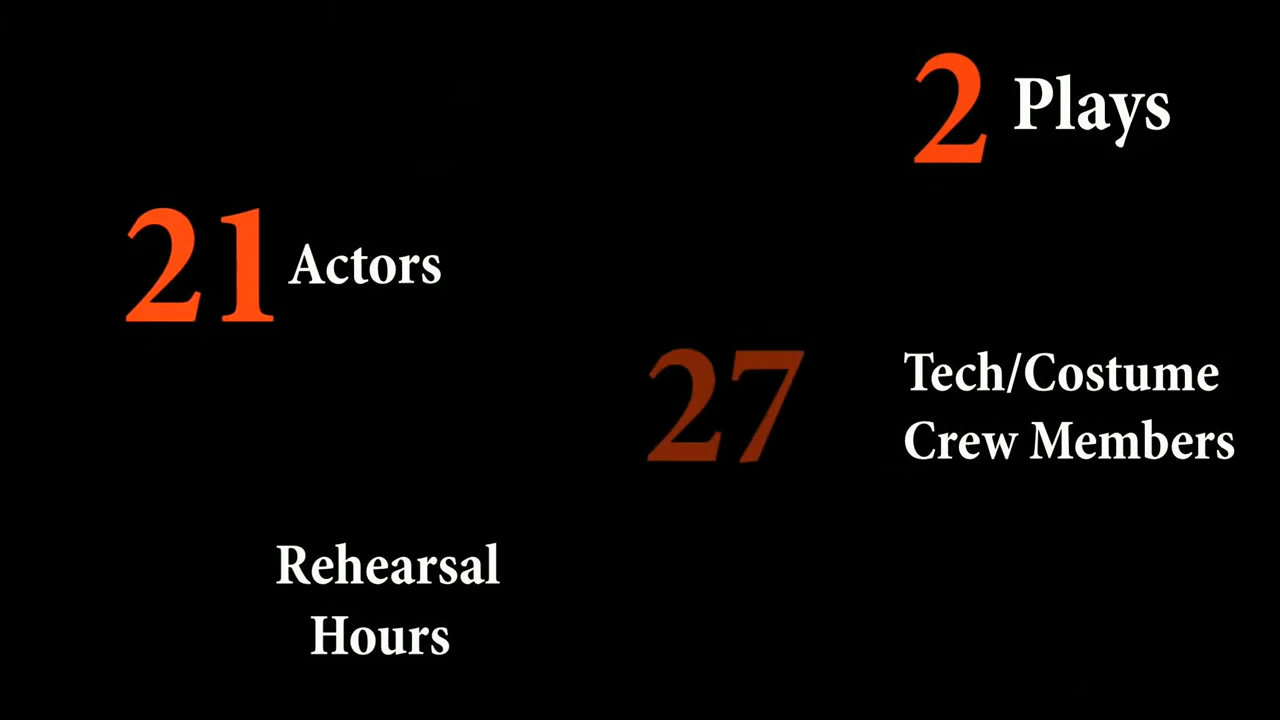 2 Plays
21 Actors
27 Tech/Costume
Crew Members
Rehearsal
Hours